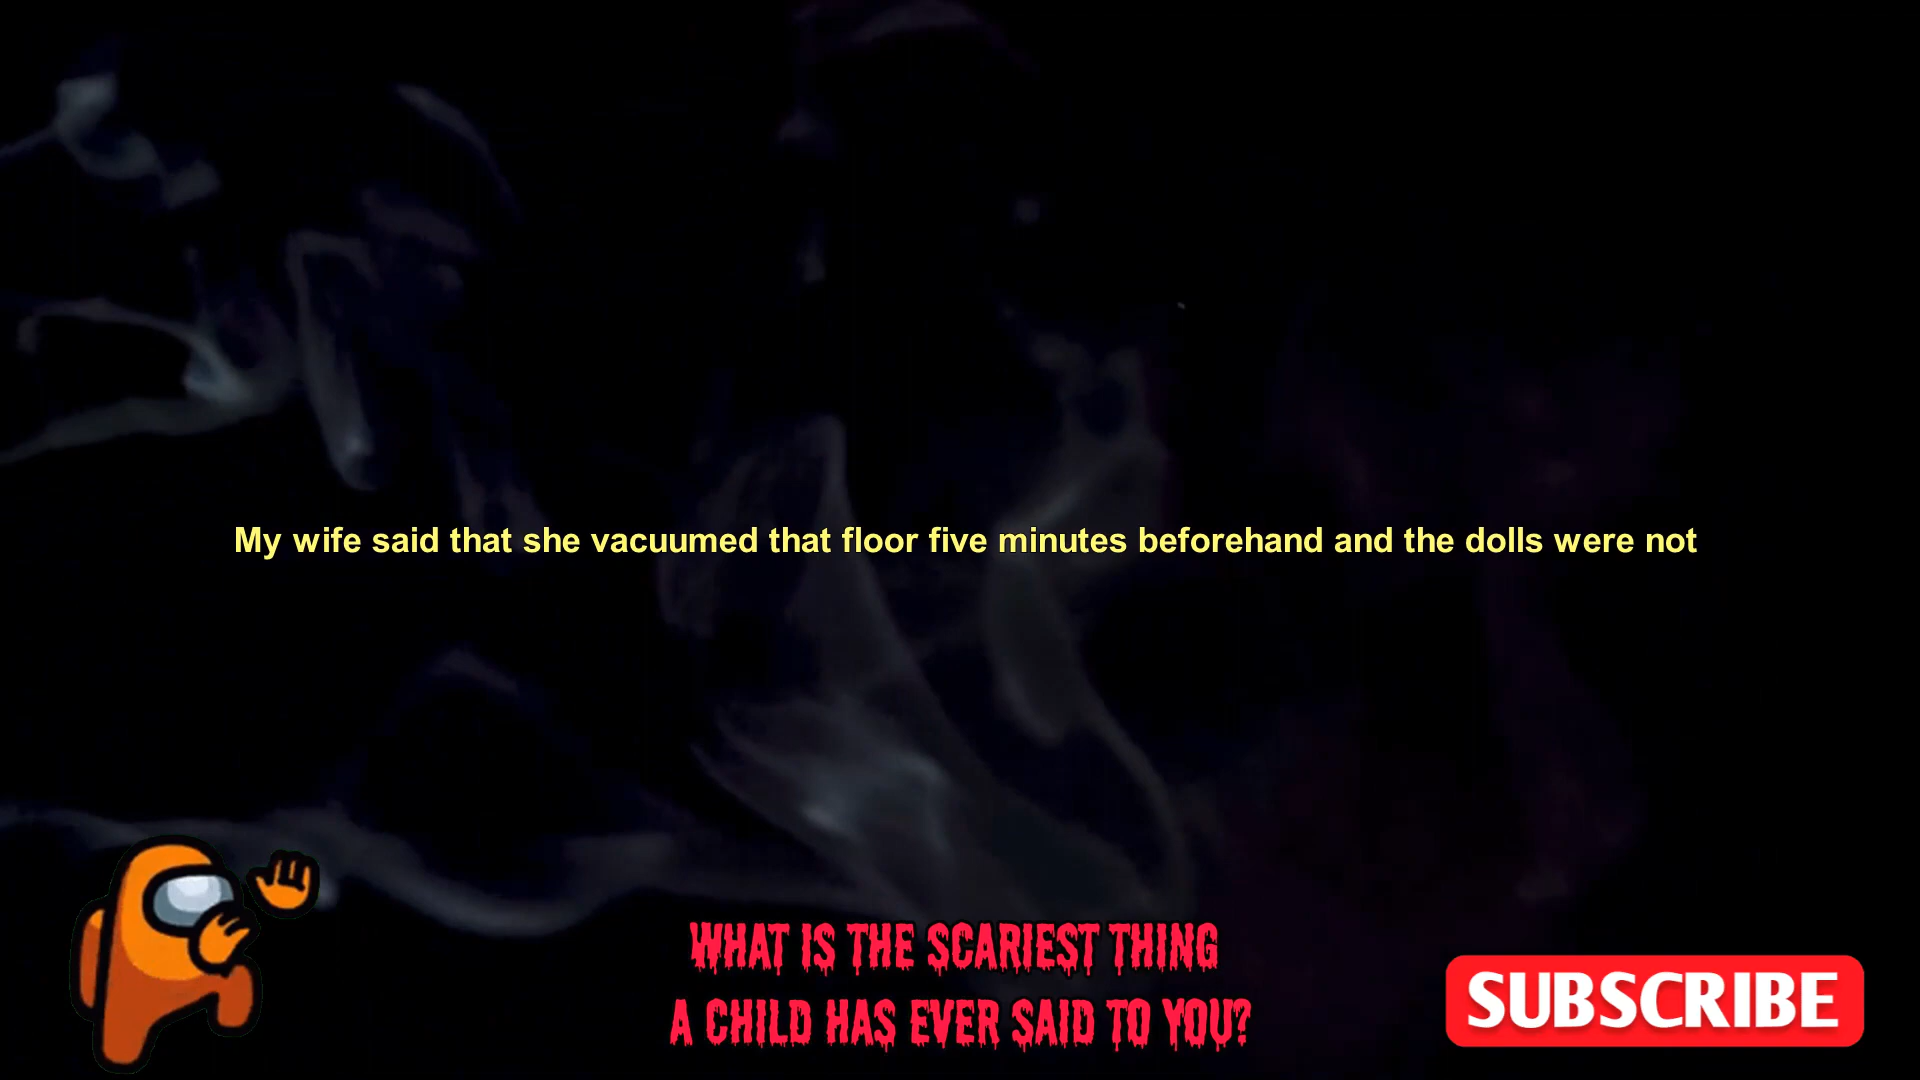 My wife said that she vacuumed that floor five minutes beforehand and the dolls were not
WHAT IS THE SCARIEST THING
A CHILD HAS EVER SAID TO YOU?
SUBSCRIBE